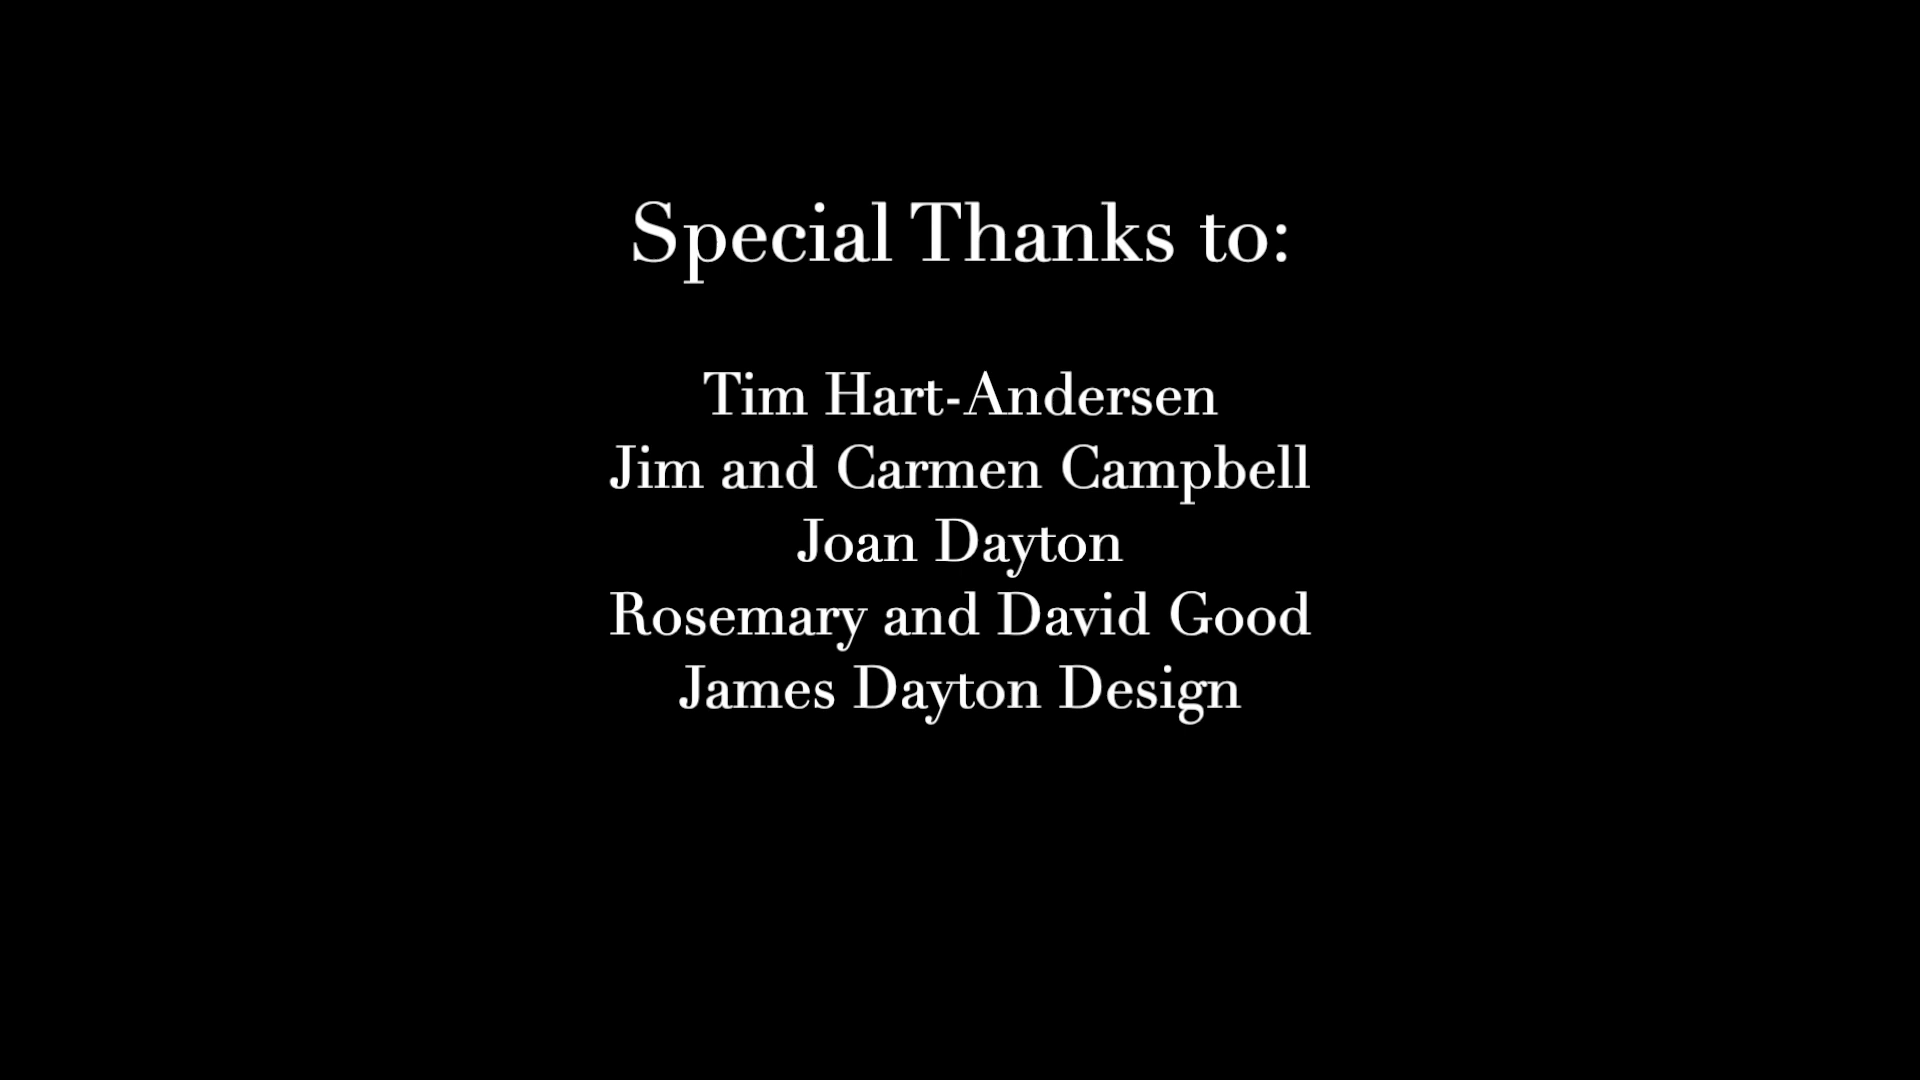 Special Thanks to:
Tim Hart-Andersen
Jim and Carmen Campbell
Joan Dayton
Rosemary and David Good
James Dayton Design